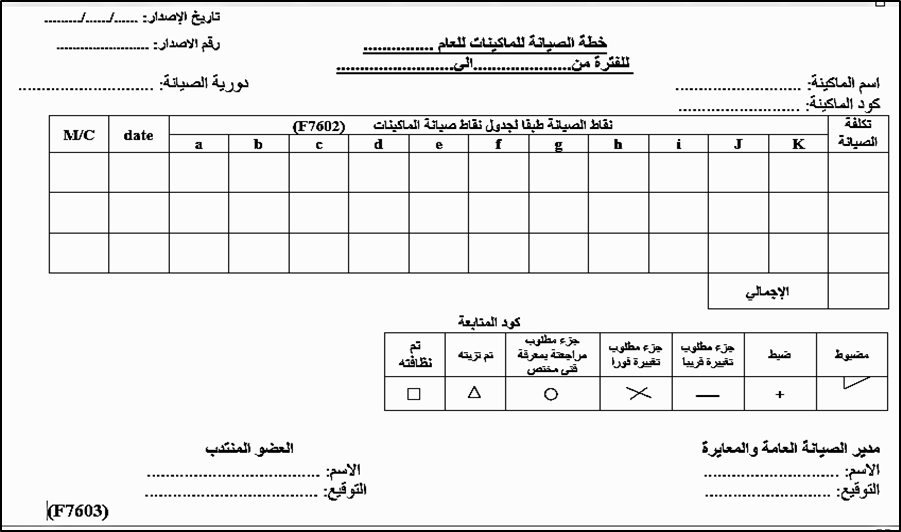 تاريخ الإصدار: ....../....../.........
رقم الاصدار: .......................
خطة الصيانة للماكينات للعام ................
للفترة من........................الى............................
دورية الصيانة: ............................
اسم الماكينة: ..........................
كود الماكينة: .........................
M/C date نقاط الصيانة طبقا لجدول نقاط صيانة الماكينات (F7602) تكلفة الصيانة
a b c d e f g h i J K
الإجمالي
كود المتابعة
مضبوط ضبط جزء مطلوب تغييرة قريبا جزء مطلوب تغييرة فورا جزء مطلوب مراجعتة بمعرفة فنى مختص تم تزيته تم نظافته
+ — × ○ △ □
مدير الصيانة العامة والمعايرة العضو المنتدب
الاسم: ........................... الاسم: ...................................
التوقيع: ......................... التوقيع: ...................................
(F7603)